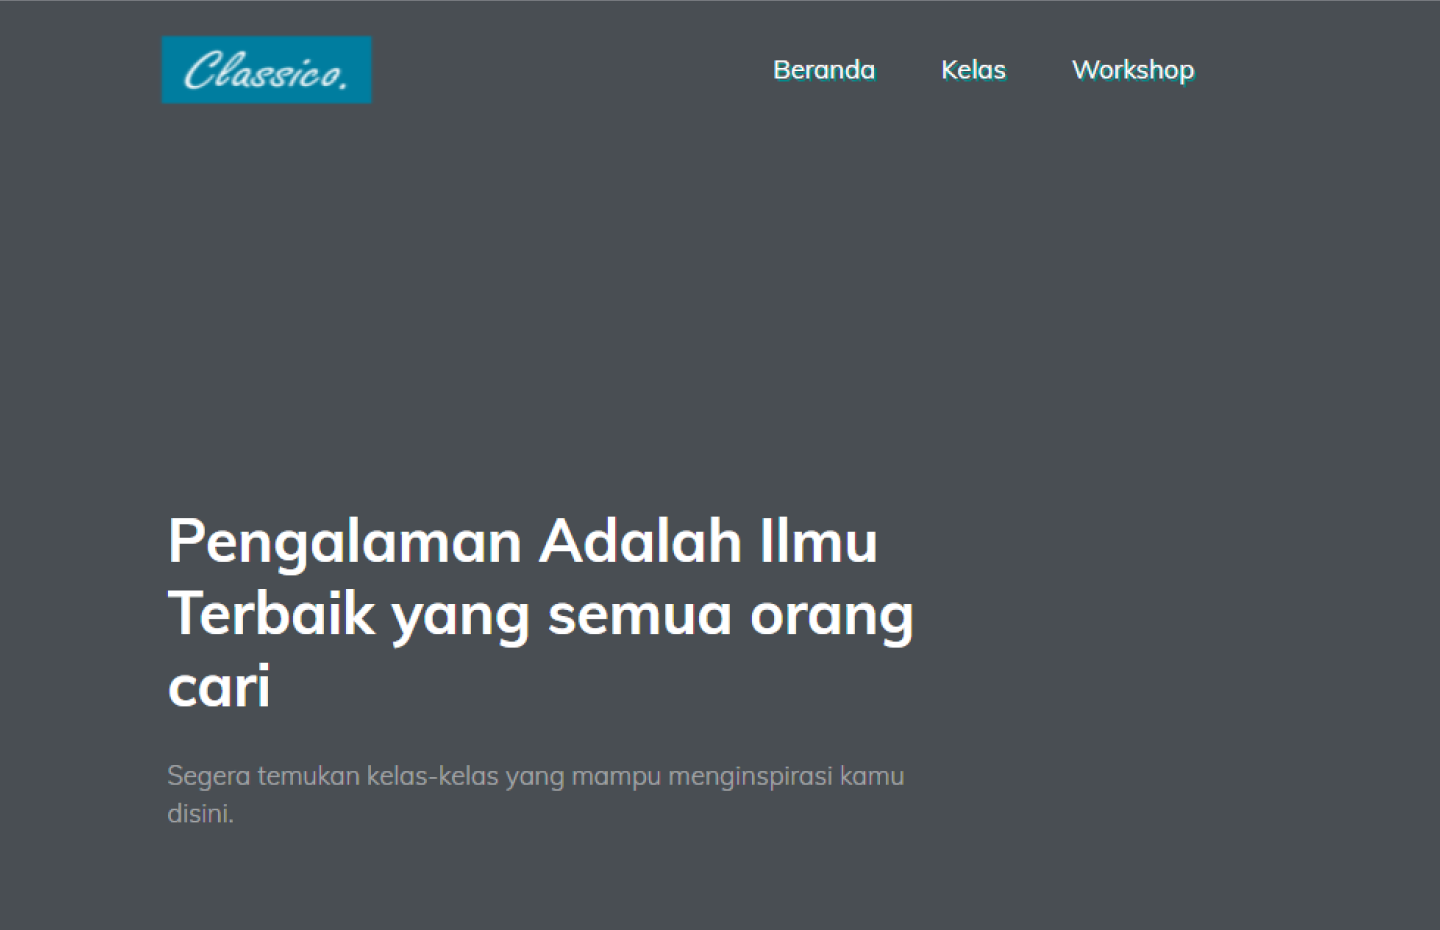 Classico.
Beranda Kelas Workshop
Pengalaman Adalah Ilmu
Terbaik yang semua orang
cari
Segera temukan kelas-kelas yang mampu menginspirasi kamu
disini.